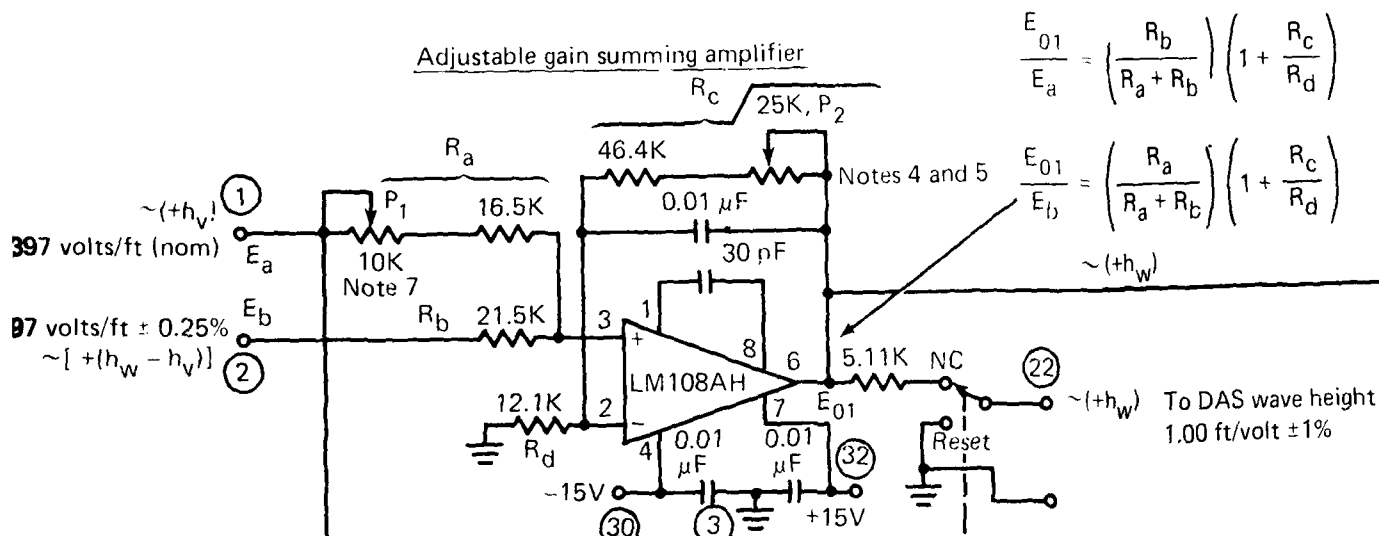 Adjustable gain summing amplifier
E01/Ea = (Rb/(Ra + Rb)) (1 + Rc/Rd)
E01/Eb = (Ra/(Ra + Rb)) (1 + Rc/Rd)
Rc
25K, P2
46.4K
Notes 4 and 5
0.01 μF
30 pF
Ra
1
~(+hv!
P1
16.5K
397 volts/ft (nom)
Ea
10K
Note 7
Eb
97 volts/ft ± 0.25%
Rb
21.5K
~[ +(hw − hv)]
2
3
+
1
8
6
LM108AH
E01
7
2
−
4
12.1K
Rd
0.01 μF
0.01 μF
−15V
30
3
+15V
32
~(+hw)
5.11K
NC
22
Reset
~(+hw) To DAS wave height
1.00 ft/volt ±1%